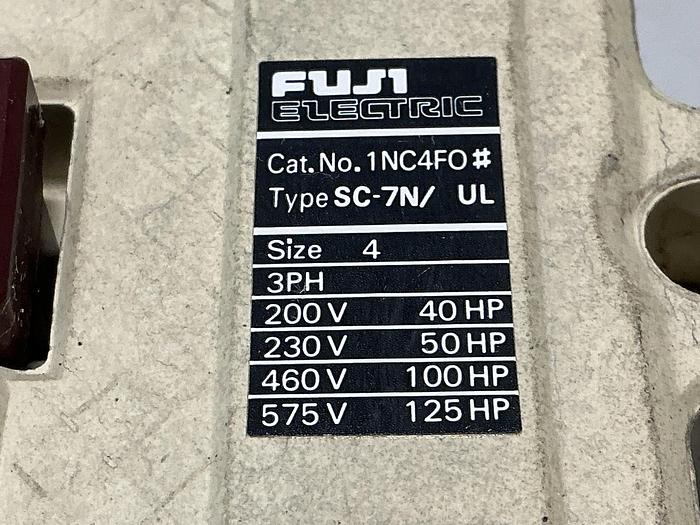 FUJI
ELECTRIC
Cat.No.1NC4FO#
Type SC-7N/ UL
Size 4
3PH
200V 40HP
230V 50HP
460V 100HP
575V 125HP